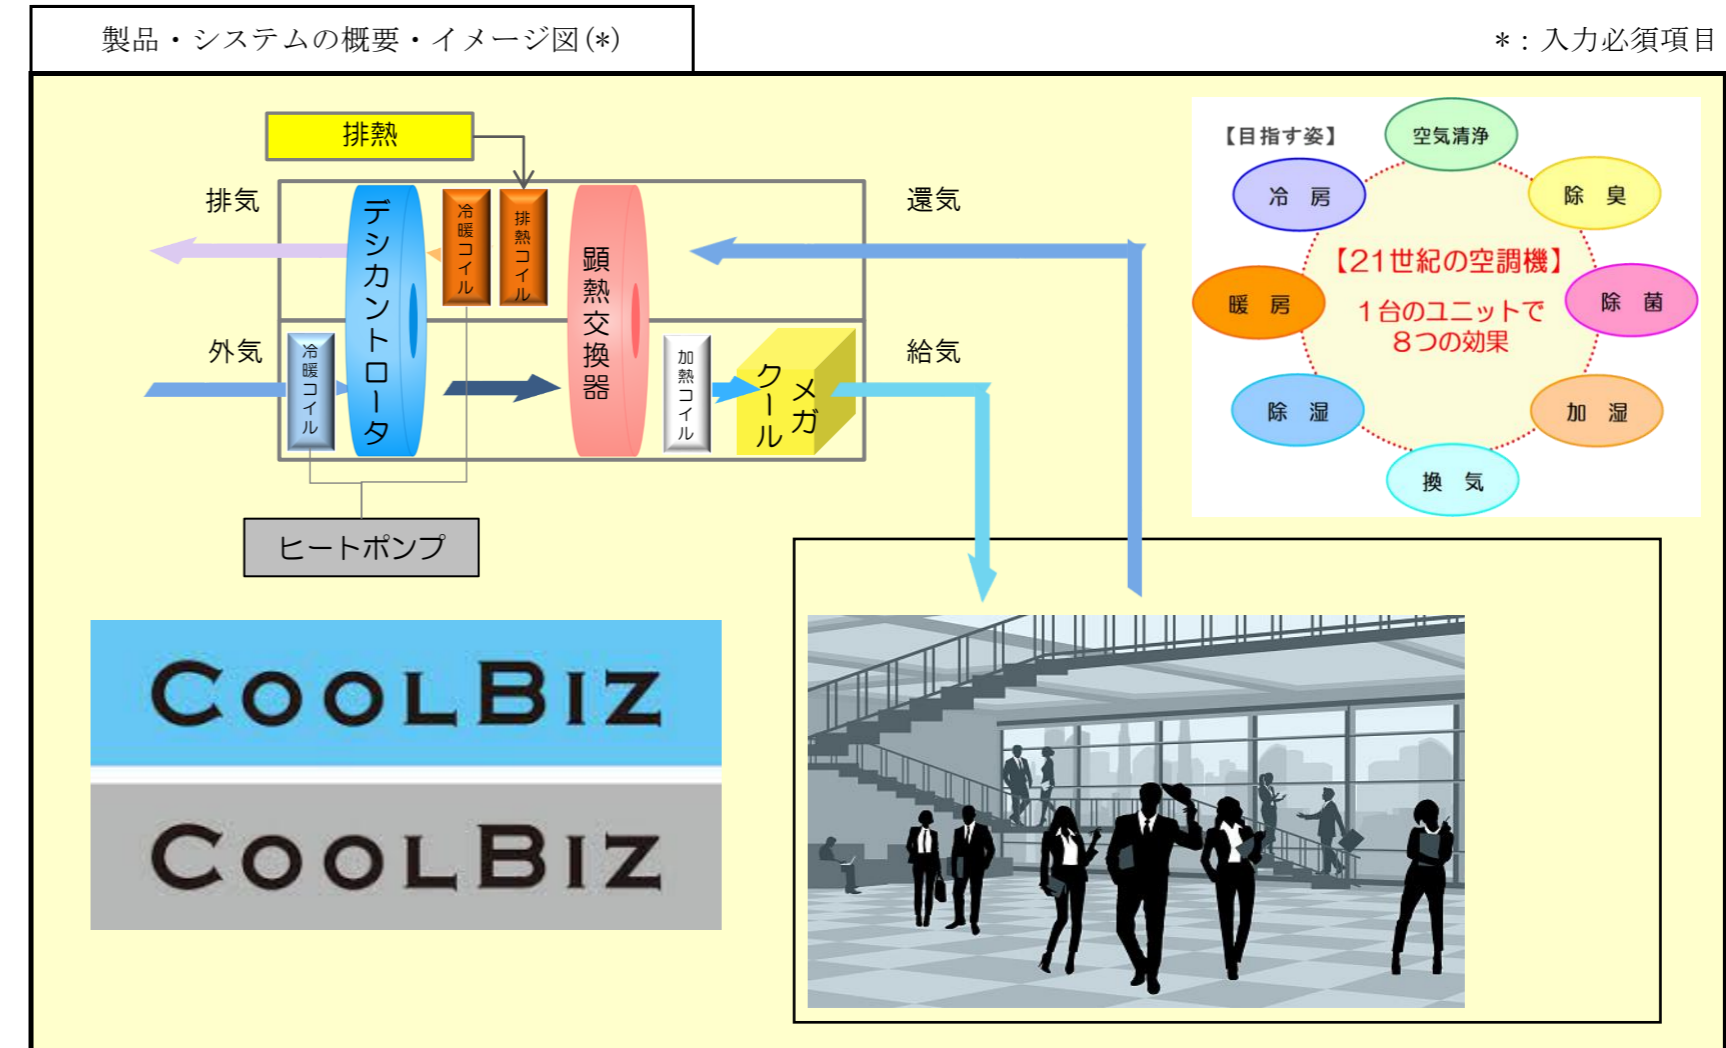 製品・システムの概要・イメージ図(*)
*：入力必須項目
排熱
排気
デシカントロータ
冷暖コイル
排熱コイル
顕熱交換器
還気
外気
冷暖コイル
加熱コイル
メガ
クール
給気
ヒートポンプ
【目指す姿】
空気清浄
冷 房
除 臭
【21世紀の空調機】
暖 房
1台のユニットで
8つの効果
除 菌
除 湿
加 湿
換 気
COOLBIZ
COOLBIZ